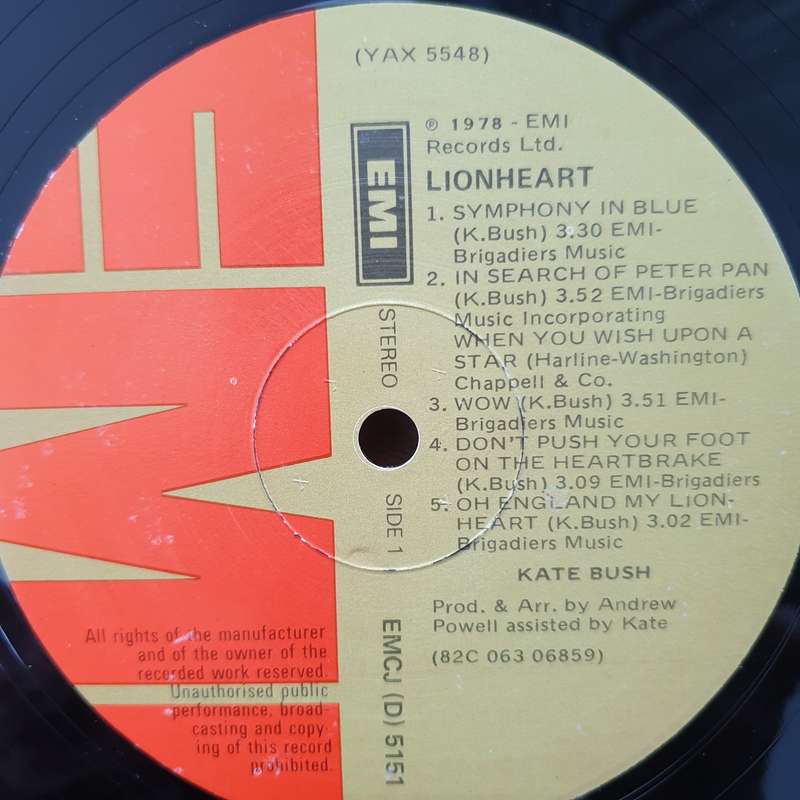 (YAX 5548)
℗ 1978 - EMI
Records Ltd.
EMI
LIONHEART
1. SYMPHONY IN BLUE
(K.Bush) 3.30 EMI-
Brigadiers Music
2. IN SEARCH OF PETER PAN
(K.Bush) 3.52 EMI-Brigadiers
Music Incorporating
WHEN YOU WISH UPON A
STAR (Harline-Washington)
Chappell & Co.
3. WOW (K.Bush) 3.51 EMI-
Brigadiers Music
4. DON'T PUSH YOUR FOOT
ON THE HEARTBRAKE
(K.Bush) 3.09 EMI-Brigadiers
5. OH ENGLAND MY LION-
HEART (K.Bush) 3.02 EMI-
Brigadiers Music
KATE BUSH
Prod. & Arr. by Andrew
Powell assisted by Kate
(82C 063 06859)
STEREO
SIDE 1
EMCJ (D) 5151
EMI
All rights of the manufacturer
and of the owner of the
recorded work reserved.
Unauthorised public
performance, broad-
casting and copy-
ing of this record
prohibited.